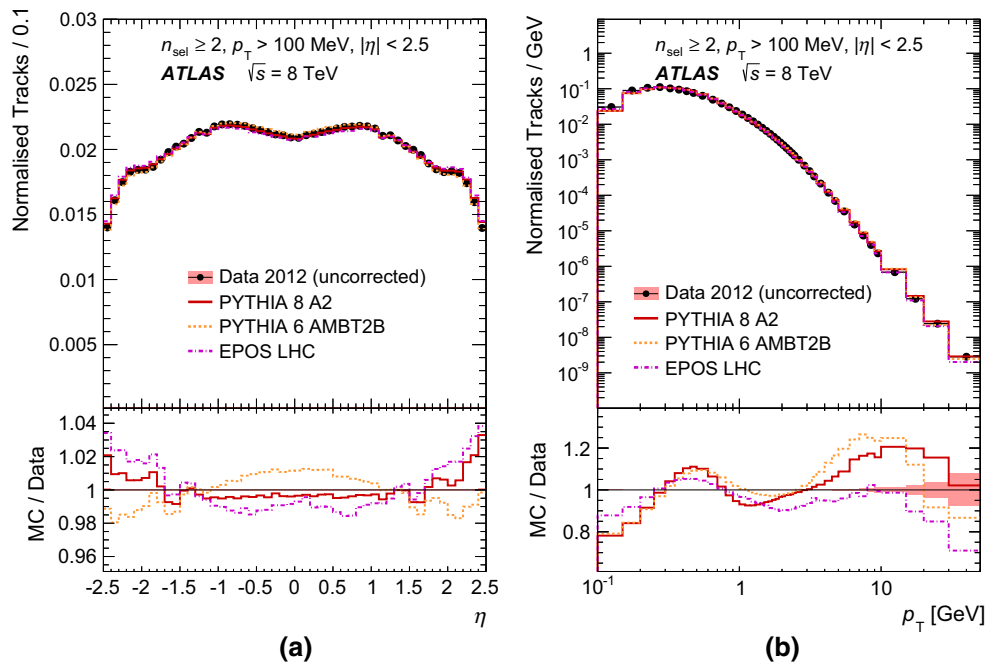 Normalised Tracks / 0.1
0.03
0.025
0.02
0.015
0.01
0.005
n_sel ≥ 2, p_T > 100 MeV, |η| < 2.5
ATLAS √s = 8 TeV
Data 2012 (uncorrected)
PYTHIA 8 A2
PYTHIA 6 AMBT2B
EPOS LHC
MC / Data
1.04
1.02
1
0.98
0.96
-2.5 -2 -1.5 -1 -0.5 0 0.5 1 1.5 2 2.5
η
(a)
Normalised Tracks / GeV
1
10⁻¹
10⁻²
10⁻³
10⁻⁴
10⁻⁵
10⁻⁶
10⁻⁷
10⁻⁸
10⁻⁹
n_sel ≥ 2, p_T > 100 MeV, |η| < 2.5
ATLAS √s = 8 TeV
Data 2012 (uncorrected)
PYTHIA 8 A2
PYTHIA 6 AMBT2B
EPOS LHC
MC / Data
1.2
1
0.8
10⁻¹ 1 10
p_T [GeV]
(b)